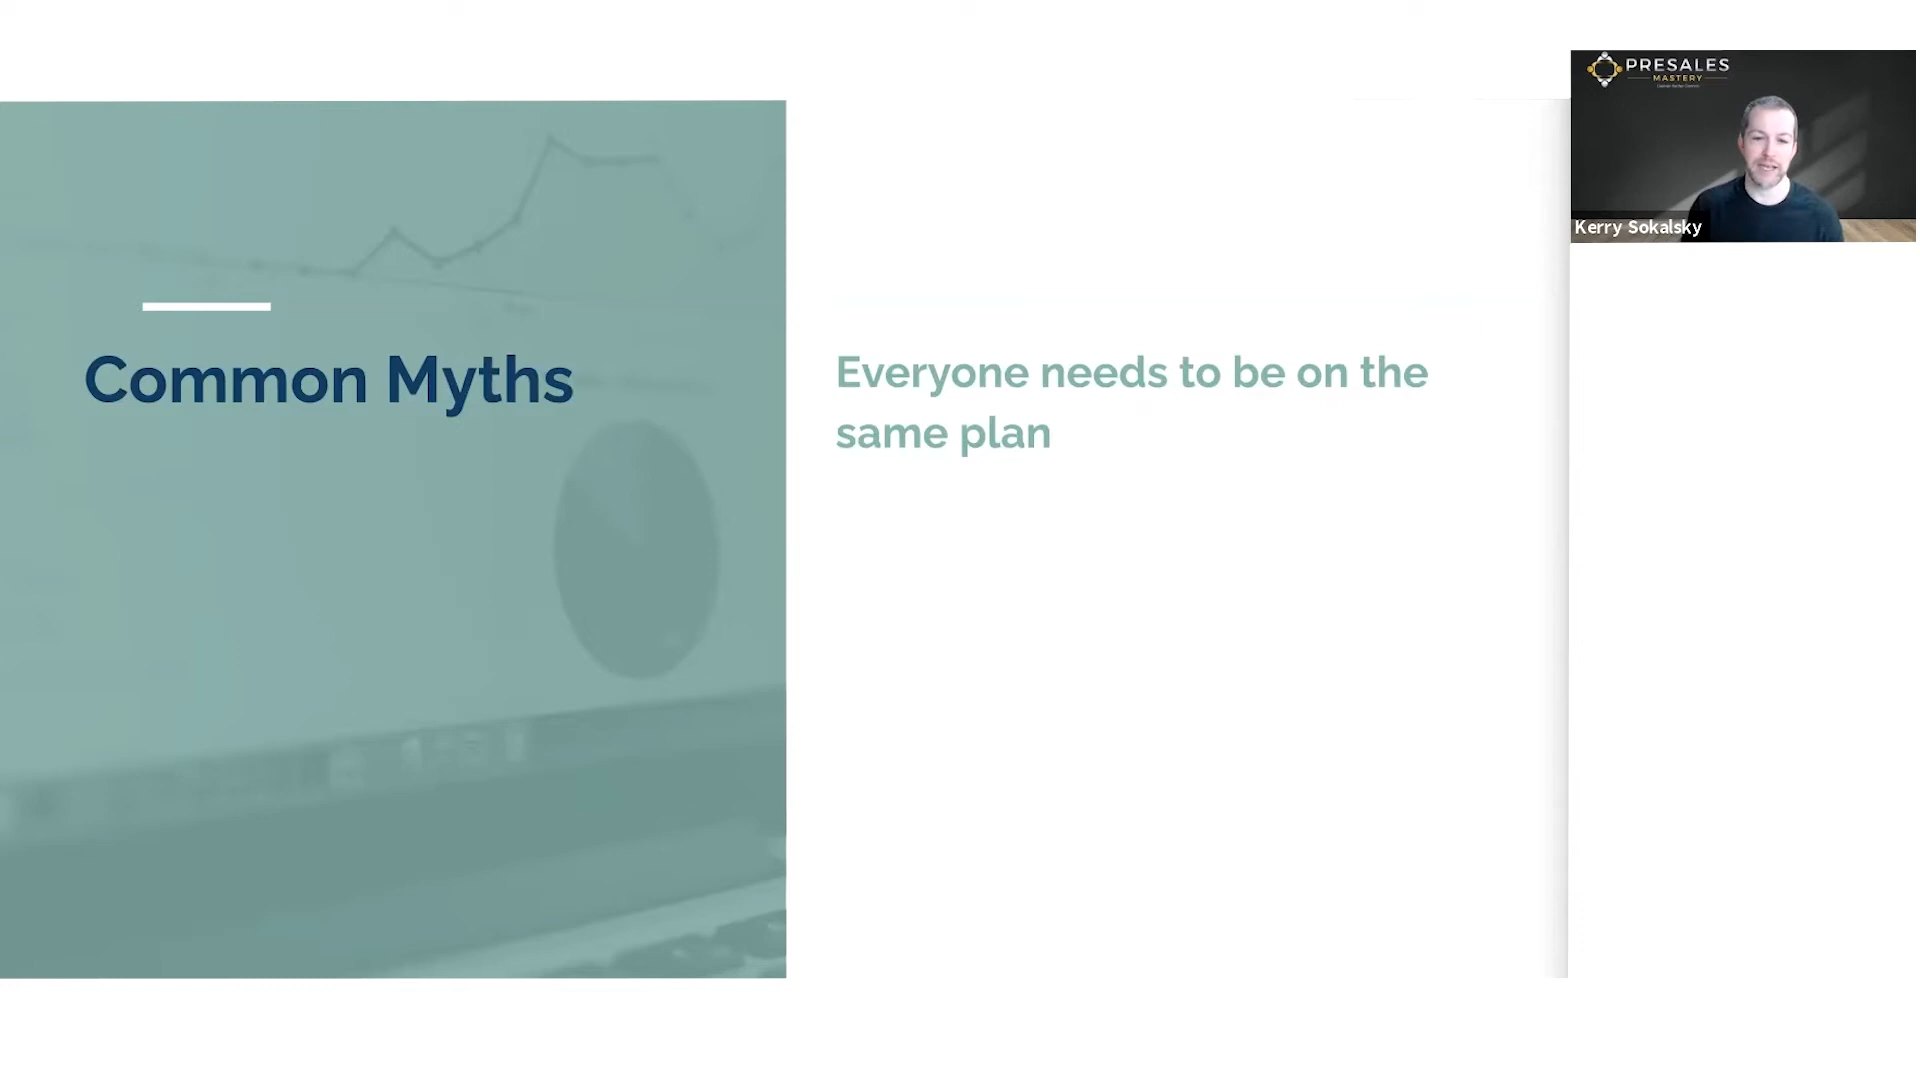 PRESALES
MASTERY
Kerry Sokalsky
Common Myths
Everyone needs to be on the
same plan